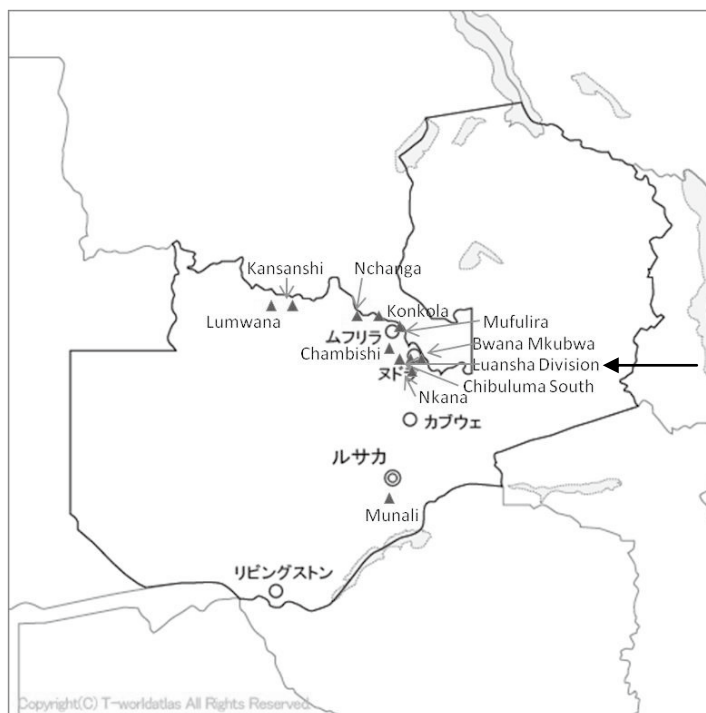 Kansanshi
Nchanga
Lumwana
Konkola
ムフリラ
Mufulira
Chambishi
Bwana Mkubwa
Luansha Division
ヌドラ
Chibuluma South
Nkana
カブウェ
ルサカ
Munali
リビングストン
Copyright(C) T-worldatlas All Rights Reserved.